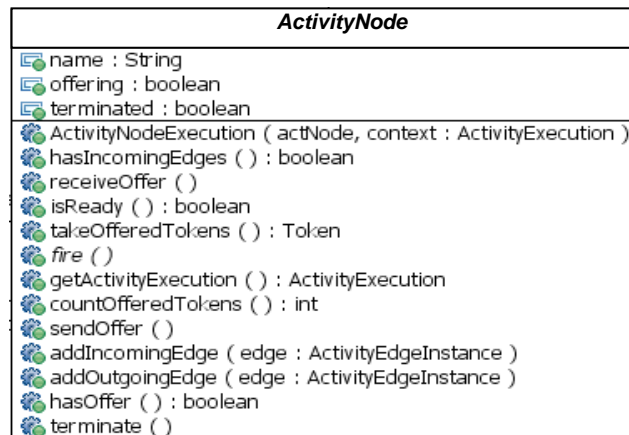 ActivityNode
name : String
offering : boolean
terminated : boolean
ActivityNodeExecution ( actNode, context : ActivityExecution )
hasIncomingEdges ( ) : boolean
receiveOffer ( )
isReady ( ) : boolean
takeOfferedTokens ( ) : Token
fire ( )
getActivityExecution ( ) : ActivityExecution
countOfferedTokens ( ) : int
sendOffer ( )
addIncomingEdge ( edge : ActivityEdgeInstance )
addOutgoingEdge ( edge : ActivityEdgeInstance )
hasOffer ( ) : boolean
terminate ( )